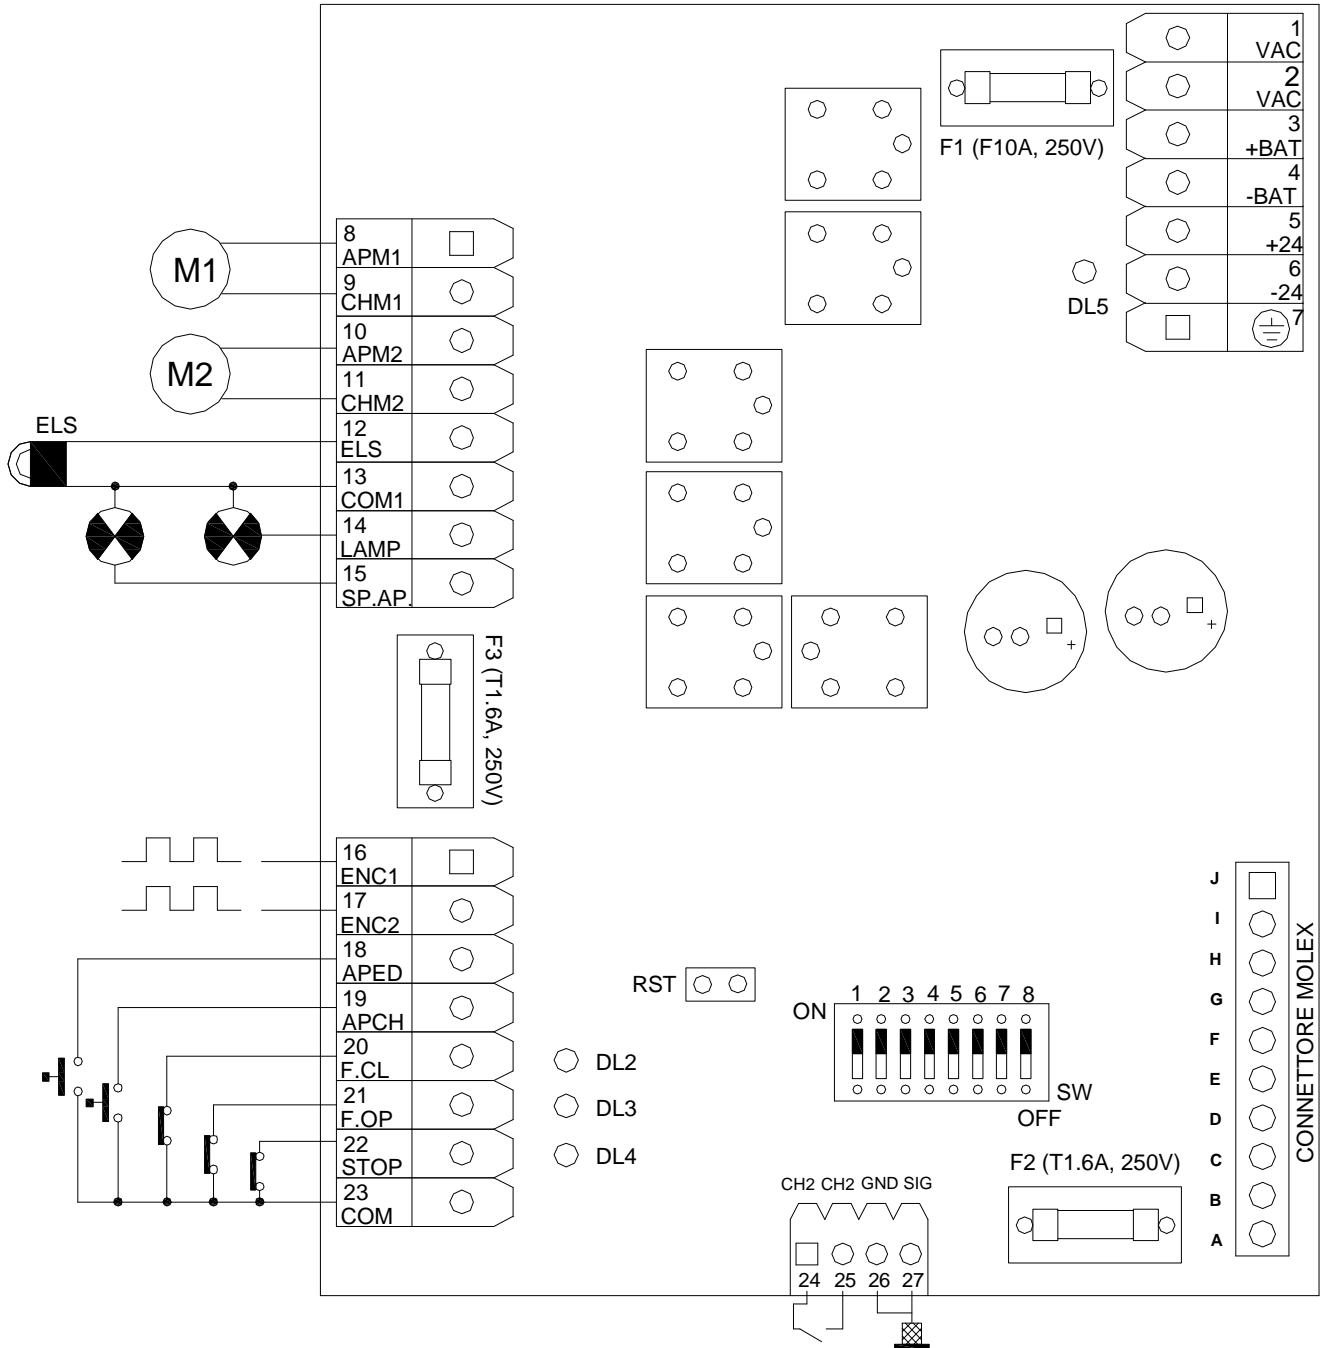 1
VAC
2
VAC
3
+BAT
4
-BAT
5
+24
6
-24
7
F1 (F10A, 250V)
DL5
M1
M2
ELS
8
APM1
9
CHM1
10
APM2
11
CHM2
12
ELS
13
COM1
14
LAMP
15
SP.AP.
F3 (T1.6A, 250V)
16
ENC1
17
ENC2
18
APED
19
APCH
20
F.CL
21
F.OP
22
STOP
23
COM
RST
DL2
DL3
DL4
1 2 3 4 5 6 7 8
ON
SW
OFF
F2 (T1.6A, 250V)
CH2 CH2 GND SIG
24 25 26 27
J
I
H
G
F
E
D
C
B
A
CONNETTORE MOLEX